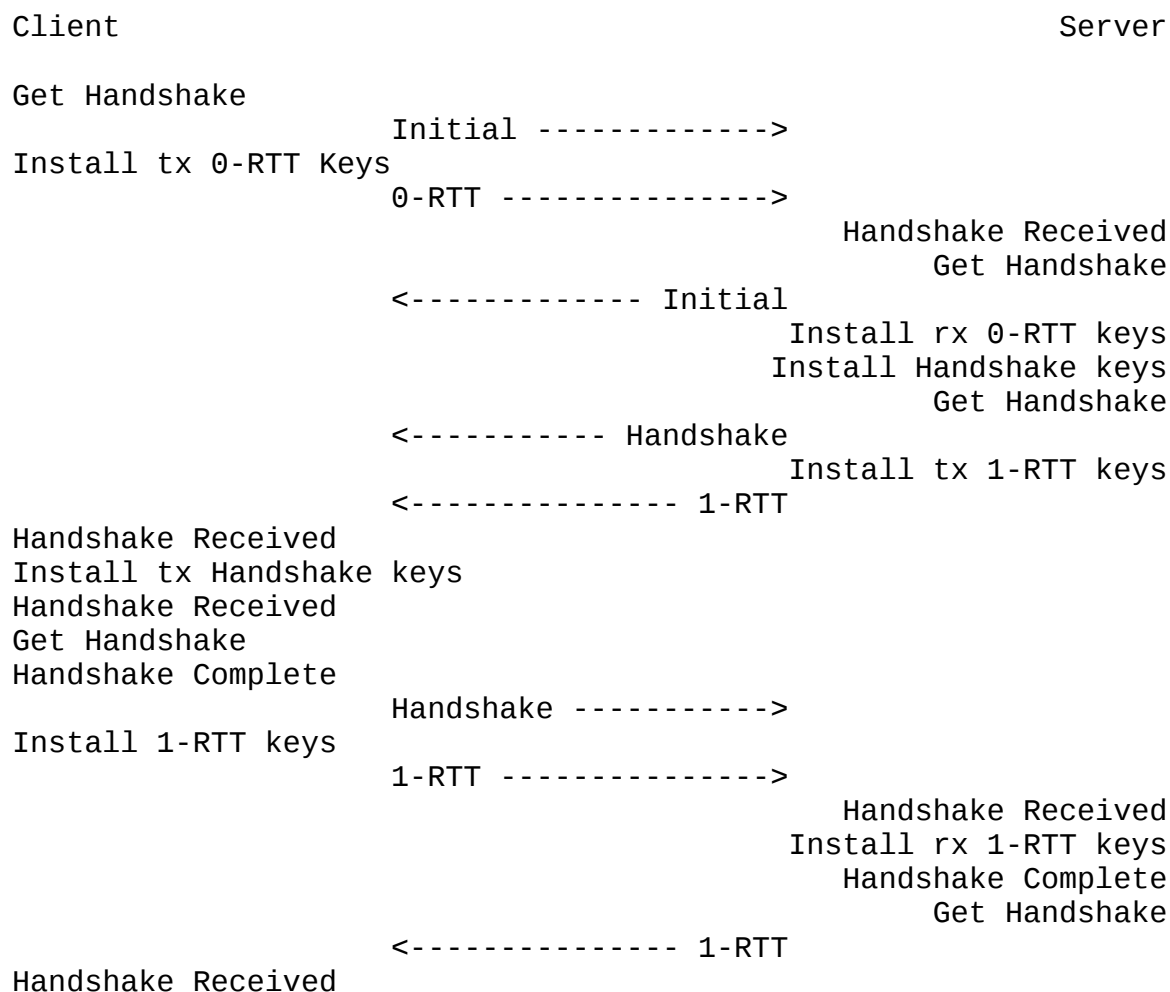 Client                                                    Server

Get Handshake
                     Initial ------------->
Install tx 0-RTT Keys
                     0-RTT --------------->
                                              Handshake Received
                                                   Get Handshake
                     <------------- Initial
                                           Install rx 0-RTT keys
                                          Install Handshake keys
                                                   Get Handshake
                     <----------- Handshake
                                           Install tx 1-RTT keys
                     <--------------- 1-RTT
Handshake Received
Install tx Handshake keys
Handshake Received
Get Handshake
Handshake Complete
                     Handshake ----------->
Install 1-RTT keys
                     1-RTT --------------->
                                              Handshake Received
                                           Install rx 1-RTT keys
                                              Handshake Complete
                                                   Get Handshake
                     <--------------- 1-RTT
Handshake Received